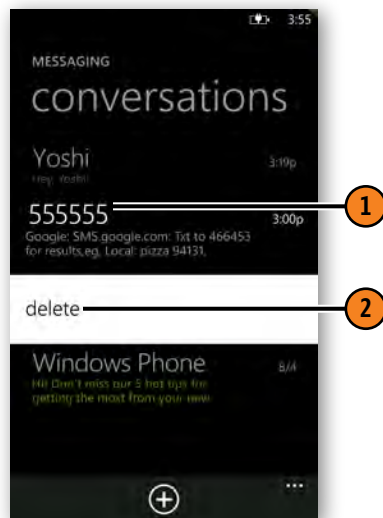 3:55
MESSAGING
conversations
Yoshi 3:19p
Hey, Yoshi!
555555 3:00p
Google: SMS.google.com: Txt to 466453
for results,eg, Local: pizza 94131,
delete
Windows Phone 8/4
Hi! Don't miss our 5 hot tips for
getting the most from your new
1
2